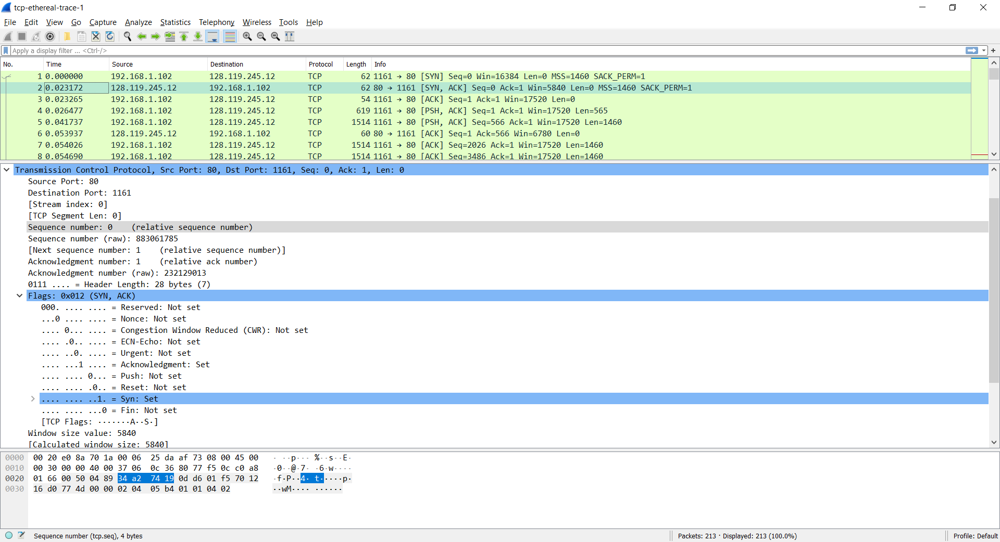 tcp-ethereal-trace-1
File Edit View Go Capture Analyze Statistics Telephony Wireless Tools Help
Apply a display filter ... <Ctrl-/>
No. Time Source Destination Protocol Length Info
1 0.000000 192.168.1.102 128.119.245.12 TCP 62 1161 → 80 [SYN] Seq=0 Win=16384 Len=0 MSS=1460 SACK_PERM=1
2 0.023172 128.119.245.12 192.168.1.102 TCP 62 80 → 1161 [SYN, ACK] Seq=0 Ack=1 Win=5840 Len=0 MSS=1460 SACK_PERM=1
3 0.023265 192.168.1.102 128.119.245.12 TCP 54 1161 → 80 [ACK] Seq=1 Ack=1 Win=17520 Len=0
4 0.026477 192.168.1.102 128.119.245.12 TCP 619 1161 → 80 [PSH, ACK] Seq=1 Ack=1 Win=17520 Len=565
5 0.041737 192.168.1.102 128.119.245.12 TCP 1514 1161 → 80 [PSH, ACK] Seq=566 Ack=1 Win=17520 Len=1460
6 0.053937 128.119.245.12 192.168.1.102 TCP 60 80 → 1161 [ACK] Seq=1 Ack=566 Win=6780 Len=0
7 0.054026 192.168.1.102 128.119.245.12 TCP 1514 1161 → 80 [ACK] Seq=2026 Ack=1 Win=17520 Len=1460
8 0.054690 192.168.1.102 128.119.245.12 TCP 1514 1161 → 80 [ACK] Seq=3486 Ack=1 Win=17520 Len=1460
Transmission Control Protocol, Src Port: 80, Dst Port: 1161, Seq: 0, Ack: 1, Len: 0
Source Port: 80
Destination Port: 1161
[Stream index: 0]
[TCP Segment Len: 0]
Sequence number: 0 (relative sequence number)
Sequence number (raw): 883061785
[Next sequence number: 1 (relative sequence number)]
Acknowledgment number: 1 (relative ack number)
Acknowledgment number (raw): 232129013
0111 .... = Header Length: 28 bytes (7)
Flags: 0x012 (SYN, ACK)
000. .... .... = Reserved: Not set
...0 .... .... = Nonce: Not set
.... 0... .... = Congestion Window Reduced (CWR): Not set
.... .0.. .... = ECN-Echo: Not set
.... ..0. .... = Urgent: Not set
.... ...1 .... = Acknowledgment: Set
.... .... 0... = Push: Not set
.... .... .0.. = Reset: Not set
.... .... ..1. = Syn: Set
.... .... ...0 = Fin: Not set
[TCP Flags: ·······A··S·]
Window size value: 5840
[Calculated window size: 5840]
0000 00 20 e0 8a 70 1a 00 06 25 da af 73 08 00 45 00 · ··p··· %··s··E·
0010 00 30 00 00 40 00 37 06 0c 36 80 77 f5 0c c0 a8 ·0··@·7· ·6·w····
0020 01 66 00 50 04 89 34 a2 74 19 0d d6 01 f5 70 12 ·f·P··4· t·····p·
0030 16 d0 77 4d 00 00 02 04 05 b4 01 01 04 02 ··wM···· ······
Sequence number (tcp.seq), 4 bytes
Packets: 213 · Displayed: 213 (100.0%)
Profile: Default